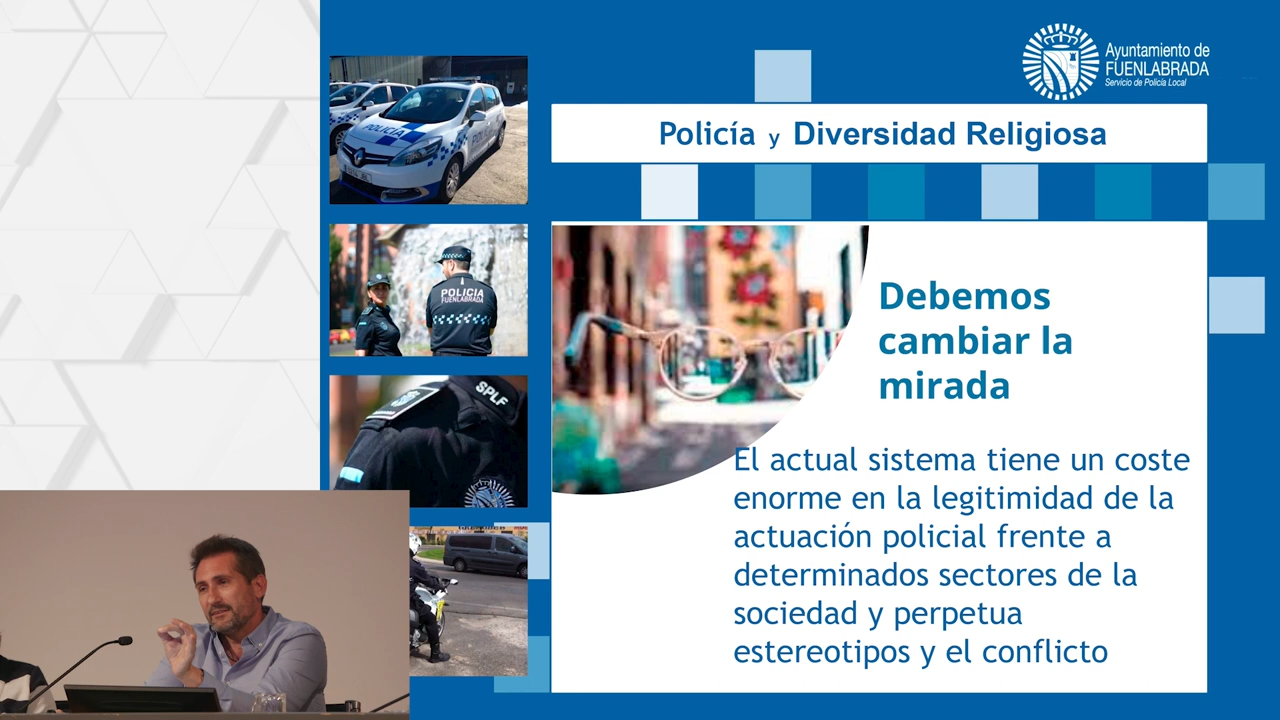 Ayuntamiento de
FUENLABRADA
Servicio de Policía Local
Policía y Diversidad Religiosa
POLICÍA
POLICIA
FUENLABRADA
SPLF
Debemos
cambiar la
mirada
El actual sistema tiene un coste
enorme en la legitimidad de la
actuación policial frente a
determinados sectores de la
sociedad y perpetua
estereotipos y el conflicto